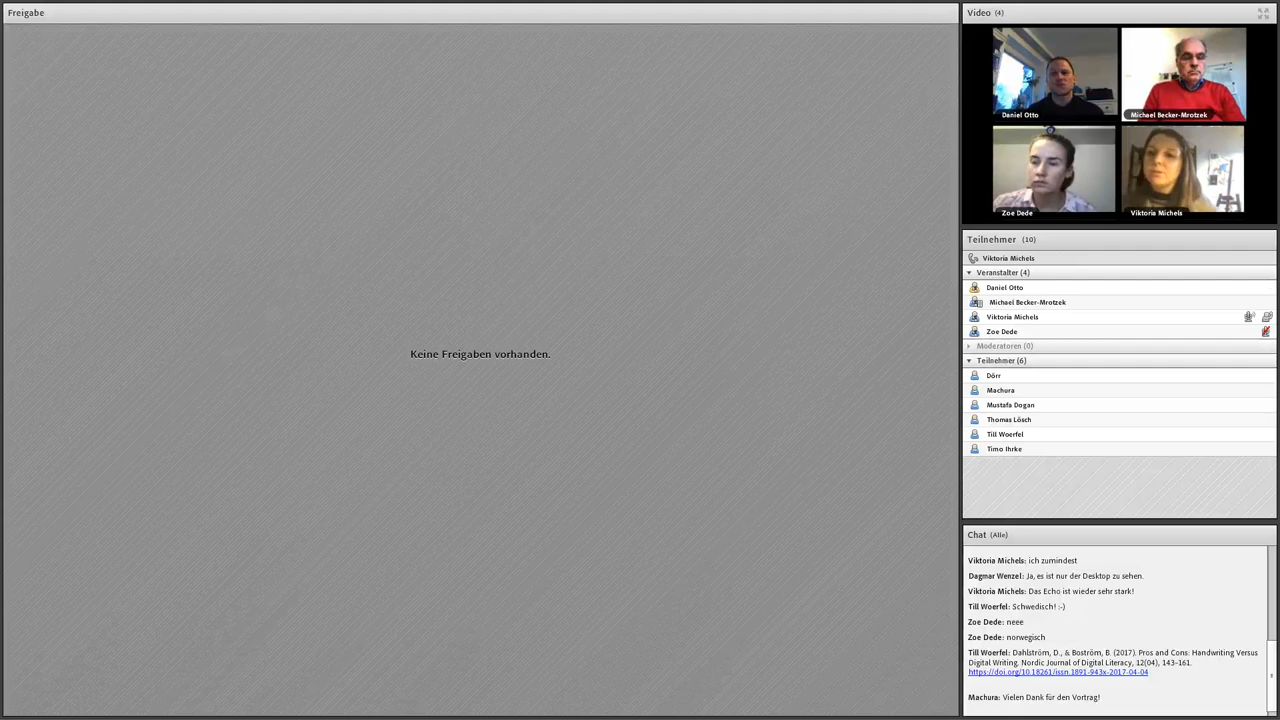 Freigabe
Keine Freigaben vorhanden.
Video (4)
Daniel Otto
Michael Becker-Mrotzek
Zoe Dede
Viktoria Michels
Teilnehmer (10)
Viktoria Michels
Veranstalter (4)
Daniel Otto
Michael Becker-Mrotzek
Viktoria Michels
Zoe Dede
Moderatoren (0)
Teilnehmer (6)
Dörr
Machura
Mustafa Dogan
Thomas Lösch
Till Woerfel
Timo Ihrke
Chat (Alle)
Viktoria Michels: ich zumindest
Dagmar Wenzel: Ja, es ist nur der Desktop zu sehen.
Viktoria Michels: Das Echo ist wieder sehr stark!
Till Woerfel: Schwedisch! :-)
Zoe Dede: neee
Zoe Dede: norwegisch
Till Woerfel: Dahlström, D., & Boström, B. (2017). Pros and Cons: Handwriting Versus
Digital Writing. Nordic Journal of Digital Literacy, 12(04), 143–161.
https://doi.org/10.18261/issn.1891-943x-2017-04-04
Machura: Vielen Dank für den Vortrag!